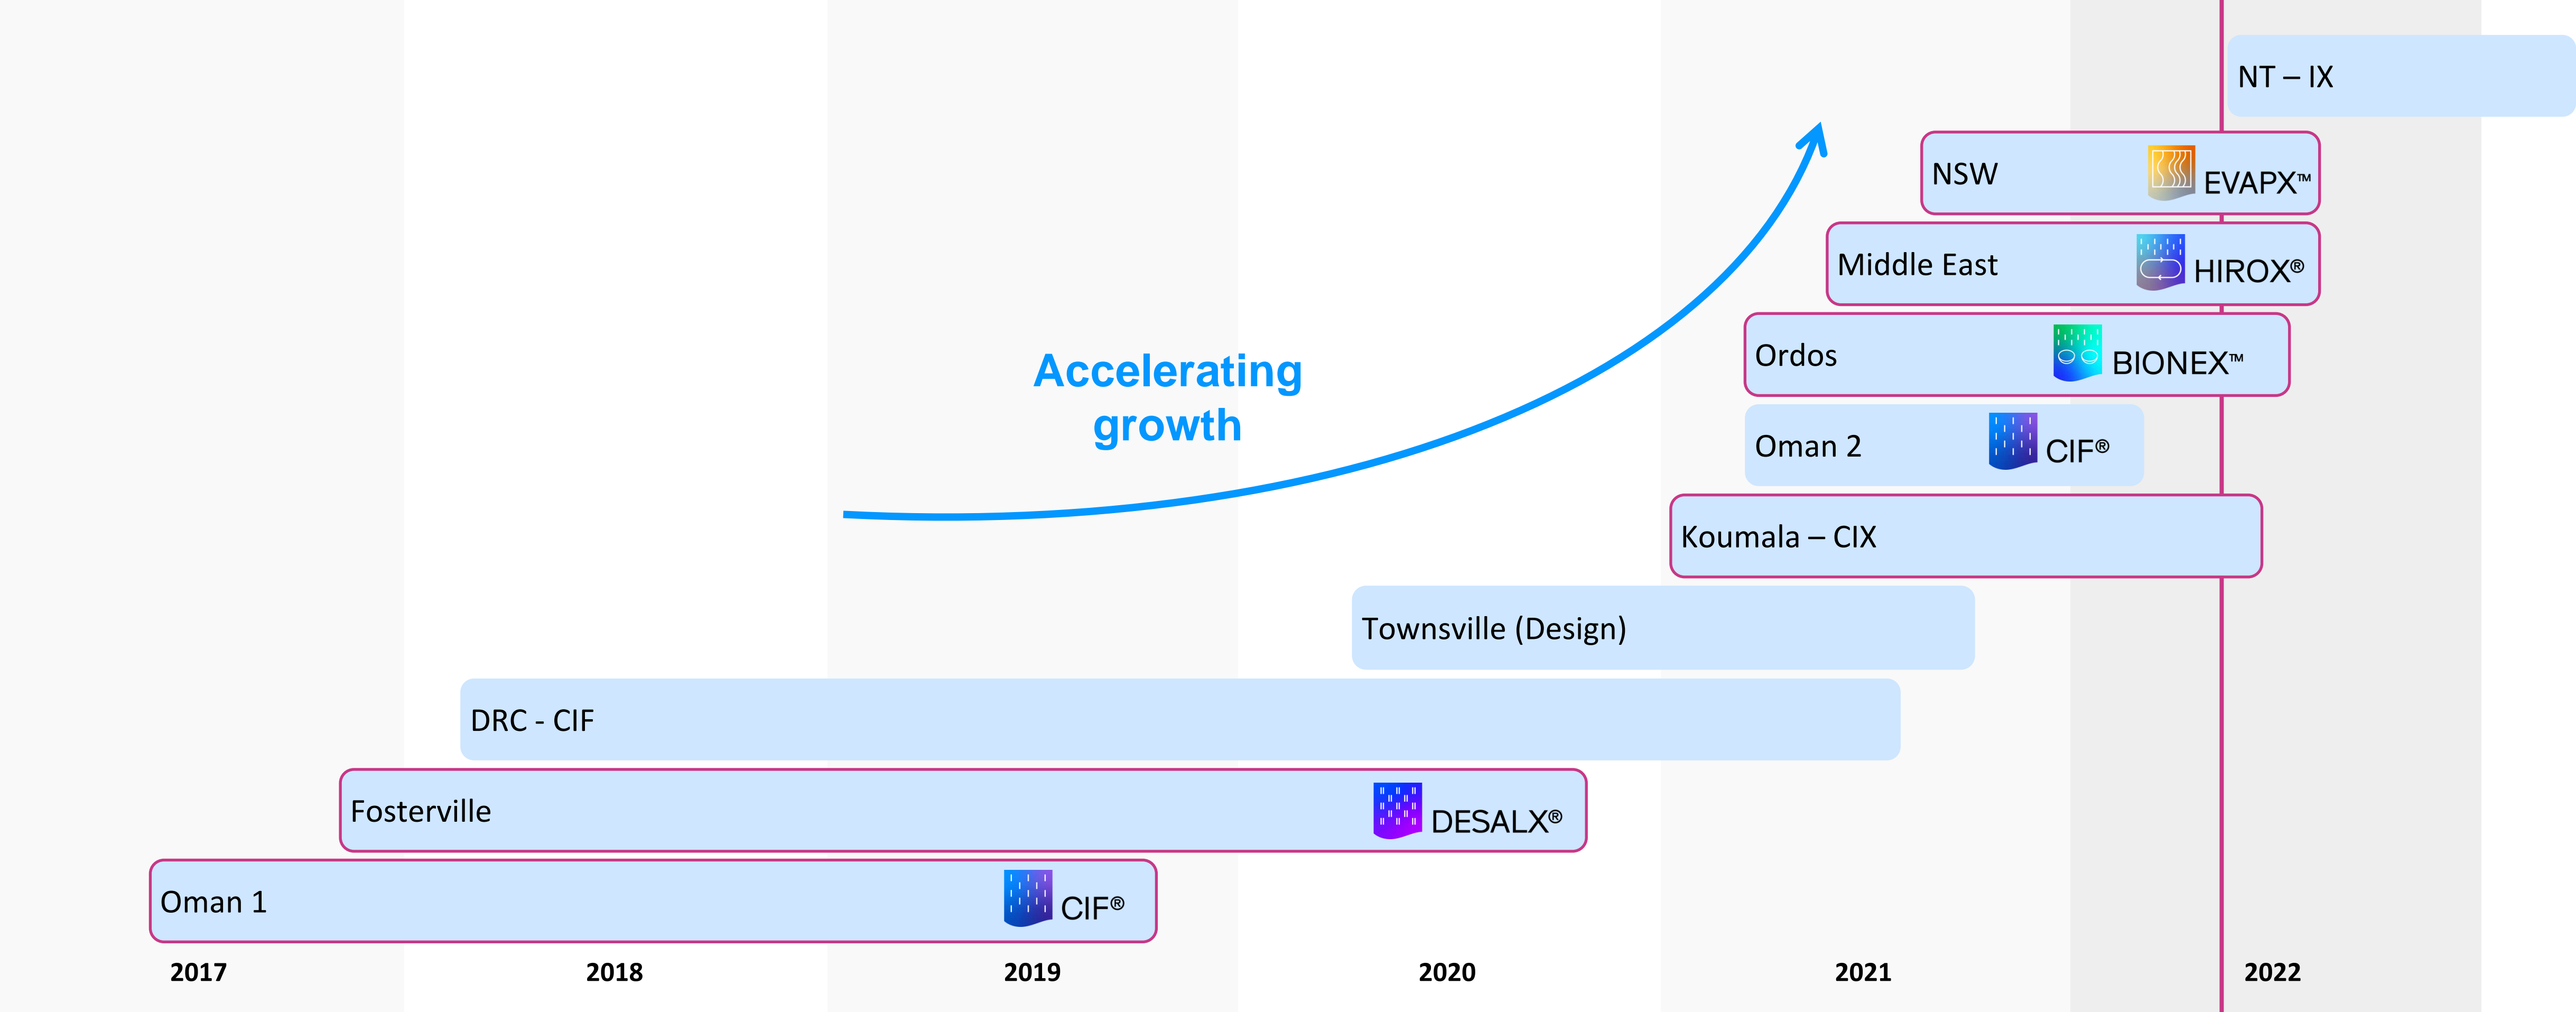 NT – IX
NSW
EVAPX™
Middle East
HIROX®
Ordos
BIONEX™
Accelerating
growth
Oman 2
CIF®
Koumala – CIX
Townsville (Design)
DRC - CIF
Fosterville
DESALX®
Oman 1
CIF®
2017
2018
2019
2020
2021
2022